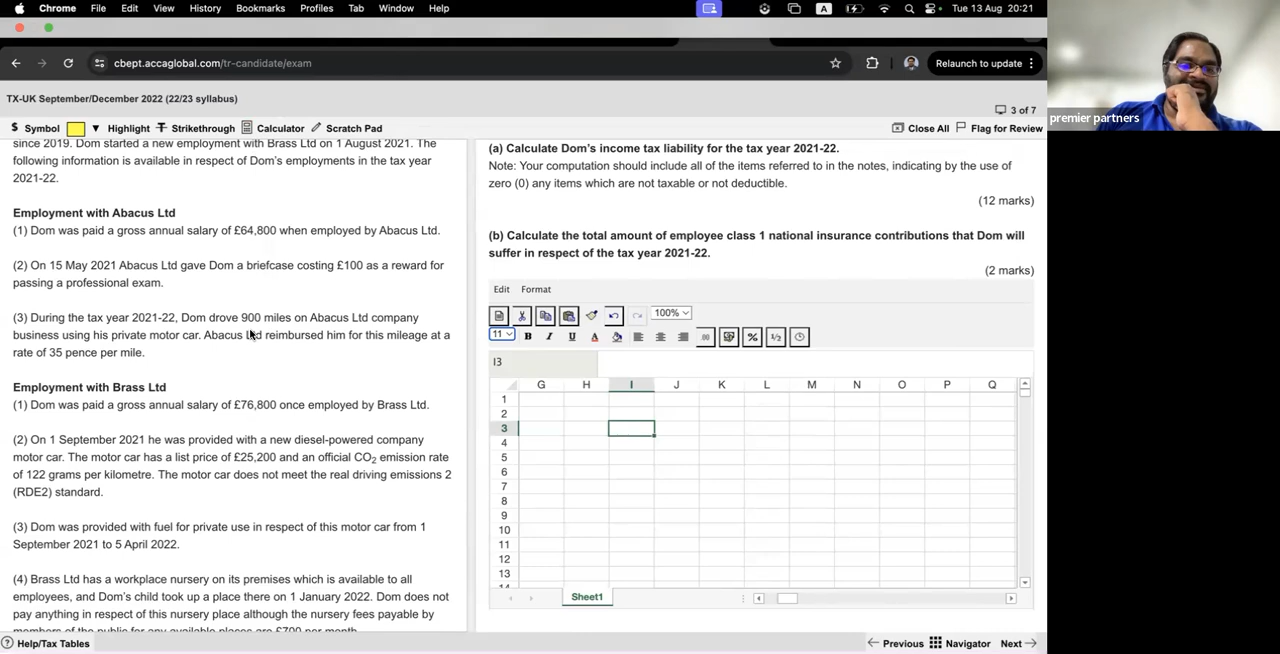 Chrome File Edit View History Bookmarks Profiles Tab Window Help
A
Tue 13 Aug 20:21
cbept.accaglobal.com/tr-candidate/exam
Relaunch to update
TX-UK September/December 2022 (22/23 syllabus)
3 of 7
$ Symbol Highlight T Strikethrough Calculator Scratch Pad
Close All Flag for Review
since 2019. Dom started a new employment with Brass Ltd on 1 August 2021. The
following information is available in respect of Dom's employments in the tax year
2021-22.
Employment with Abacus Ltd
(1) Dom was paid a gross annual salary of £64,800 when employed by Abacus Ltd.
(2) On 15 May 2021 Abacus Ltd gave Dom a briefcase costing £100 as a reward for
passing a professional exam.
(3) During the tax year 2021-22, Dom drove 900 miles on Abacus Ltd company
business using his private motor car. Abacus Ltd reimbursed him for this mileage at a
rate of 35 pence per mile.
Employment with Brass Ltd
(1) Dom was paid a gross annual salary of £76,800 once employed by Brass Ltd.
(2) On 1 September 2021 he was provided with a new diesel-powered company
motor car. The motor car has a list price of £25,200 and an official CO2 emission rate
of 122 grams per kilometre. The motor car does not meet the real driving emissions 2
(RDE2) standard.
(3) Dom was provided with fuel for private use in respect of this motor car from 1
September 2021 to 5 April 2022.
(4) Brass Ltd has a workplace nursery on its premises which is available to all
employees, and Dom's child took up a place there on 1 January 2022. Dom does not
pay anything in respect of this nursery place although the nursery fees payable by
members of the public for any available places are £700 per month.
(a) Calculate Dom's income tax liability for the tax year 2021-22.
Note: Your computation should include all of the items referred to in the notes, indicating by the use of
zero (0) any items which are not taxable or not deductible.
(12 marks)
(b) Calculate the total amount of employee class 1 national insurance contributions that Dom will
suffer in respect of the tax year 2021-22.
(2 marks)
Edit Format
100%
11 B I U A .00 % ½
I3
G H I J K L M N O P Q
1
2
3
4
5
6
7
8
9
10
11
12
13
14
Sheet1
? Help/Tax Tables
Previous Navigator Next
premier partners